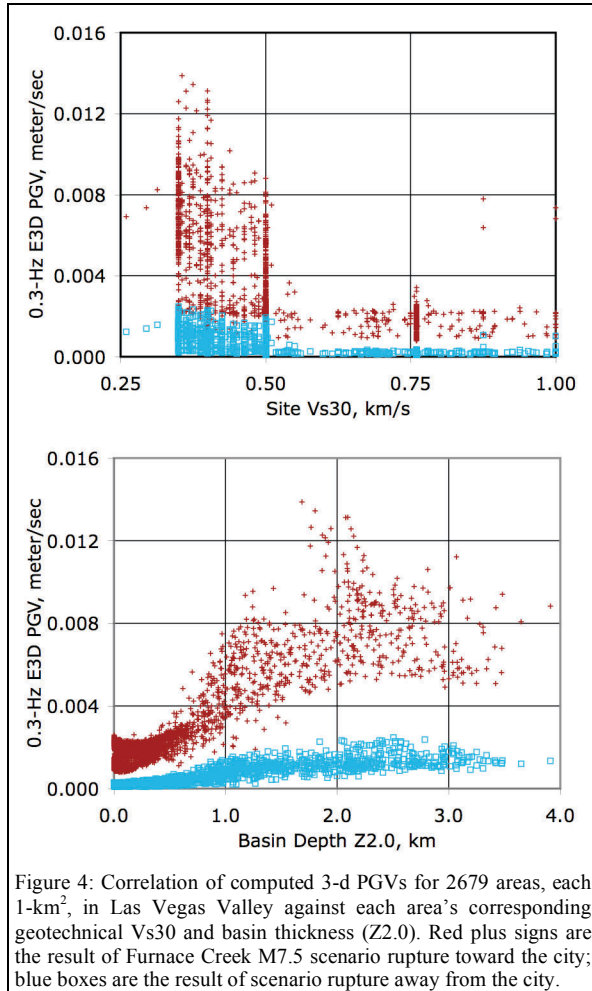 0.016
0.012
0.008
0.004
0.000
0.3-Hz E3D PGV, meter/sec
0.25 0.50 0.75 1.00
Site Vs30, km/s
0.016
0.012
0.008
0.004
0.000
0.3-Hz E3D PGV, meter/sec
0.0 1.0 2.0 3.0 4.0
Basin Depth Z2.0, km
Figure 4: Correlation of computed 3-d PGVs for 2679 areas, each
1-km², in Las Vegas Valley against each area's corresponding
geotechnical Vs30 and basin thickness (Z2.0). Red plus signs are
the result of Furnace Creek M7.5 scenario rupture toward the city;
blue boxes are the result of scenario rupture away from the city.